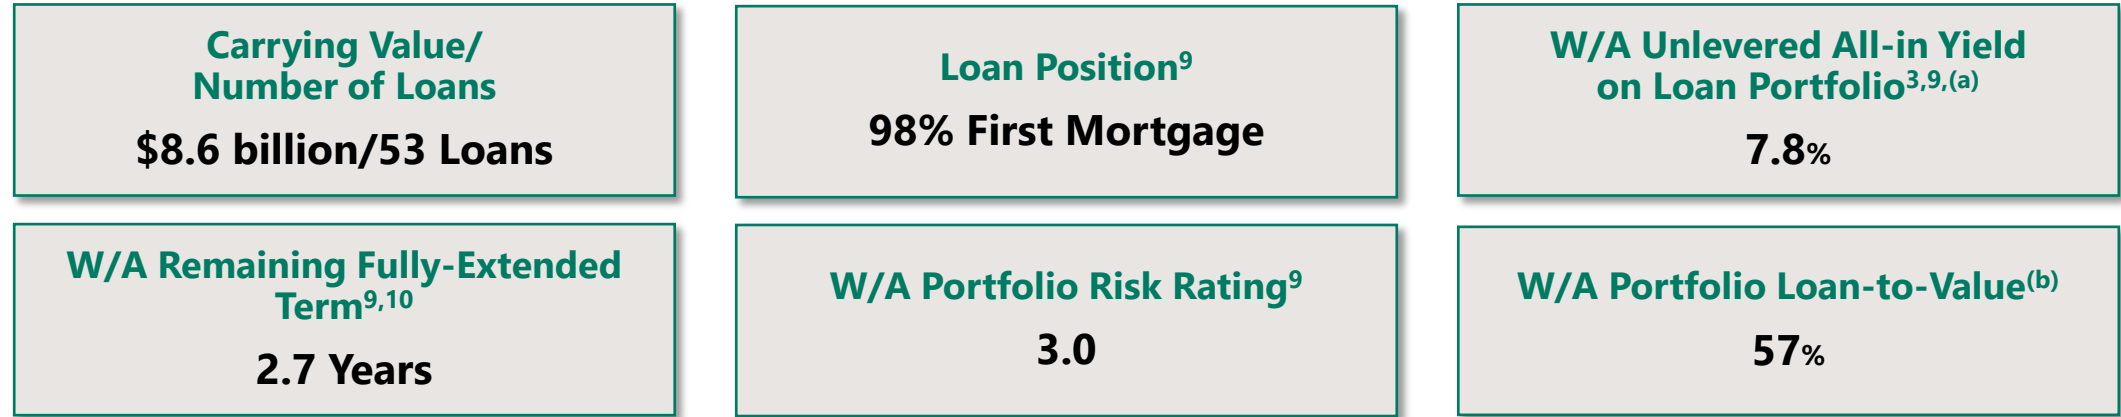 Carrying Value/
Number of Loans
$8.6 billion/53 Loans
Loan Position9
98% First Mortgage
W/A Unlevered All-in Yield
on Loan Portfolio3,9,(a)
7.8%
W/A Remaining Fully-Extended
Term9,10
2.7 Years
W/A Portfolio Risk Rating9
3.0
W/A Portfolio Loan-to-Value(b)
57%